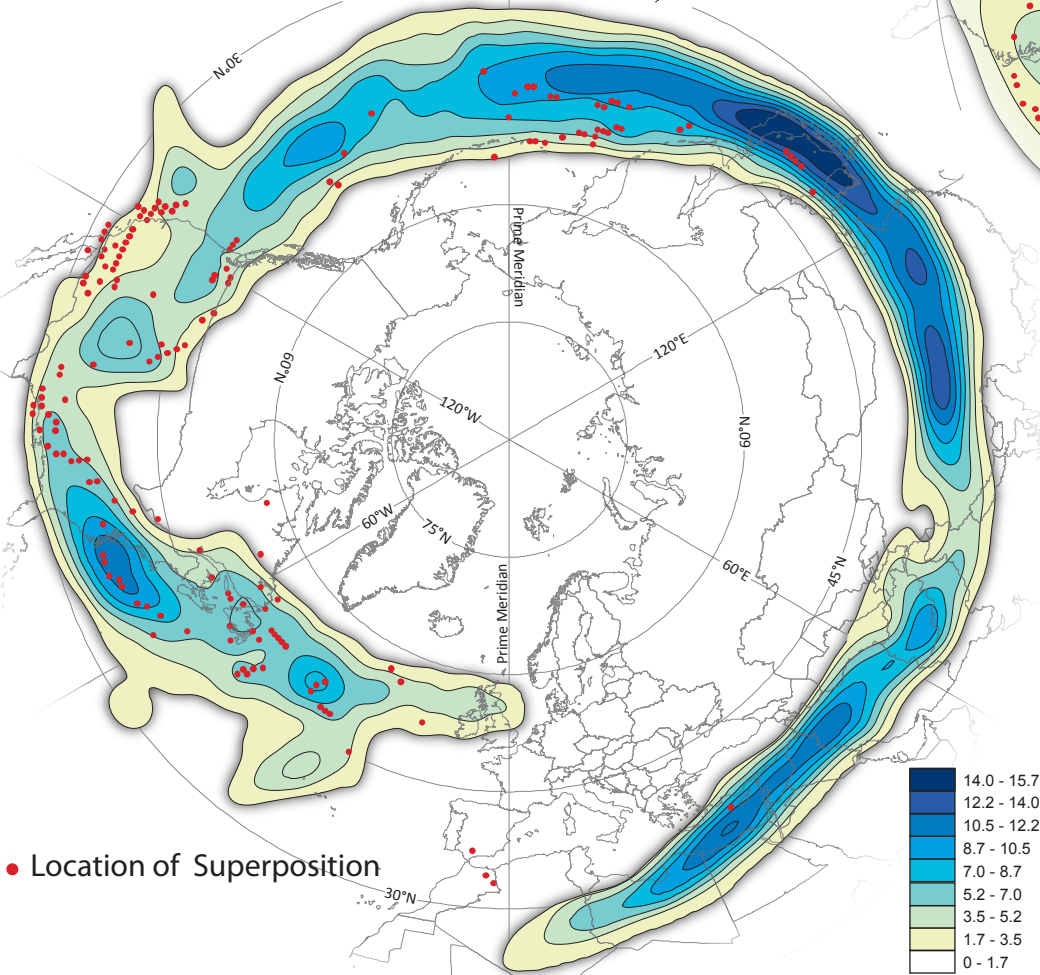 30°N
Prime Meridian
120°E
60°N
120°W
60°N
60°W
75°N
Prime Meridian
60°E
45°N
14.0 - 15.7
12.2 - 14.0
10.5 - 12.2
8.7 - 10.5
7.0 - 8.7
5.2 - 7.0
3.5 - 5.2
1.7 - 3.5
0 - 1.7
Location of Superposition
30°N